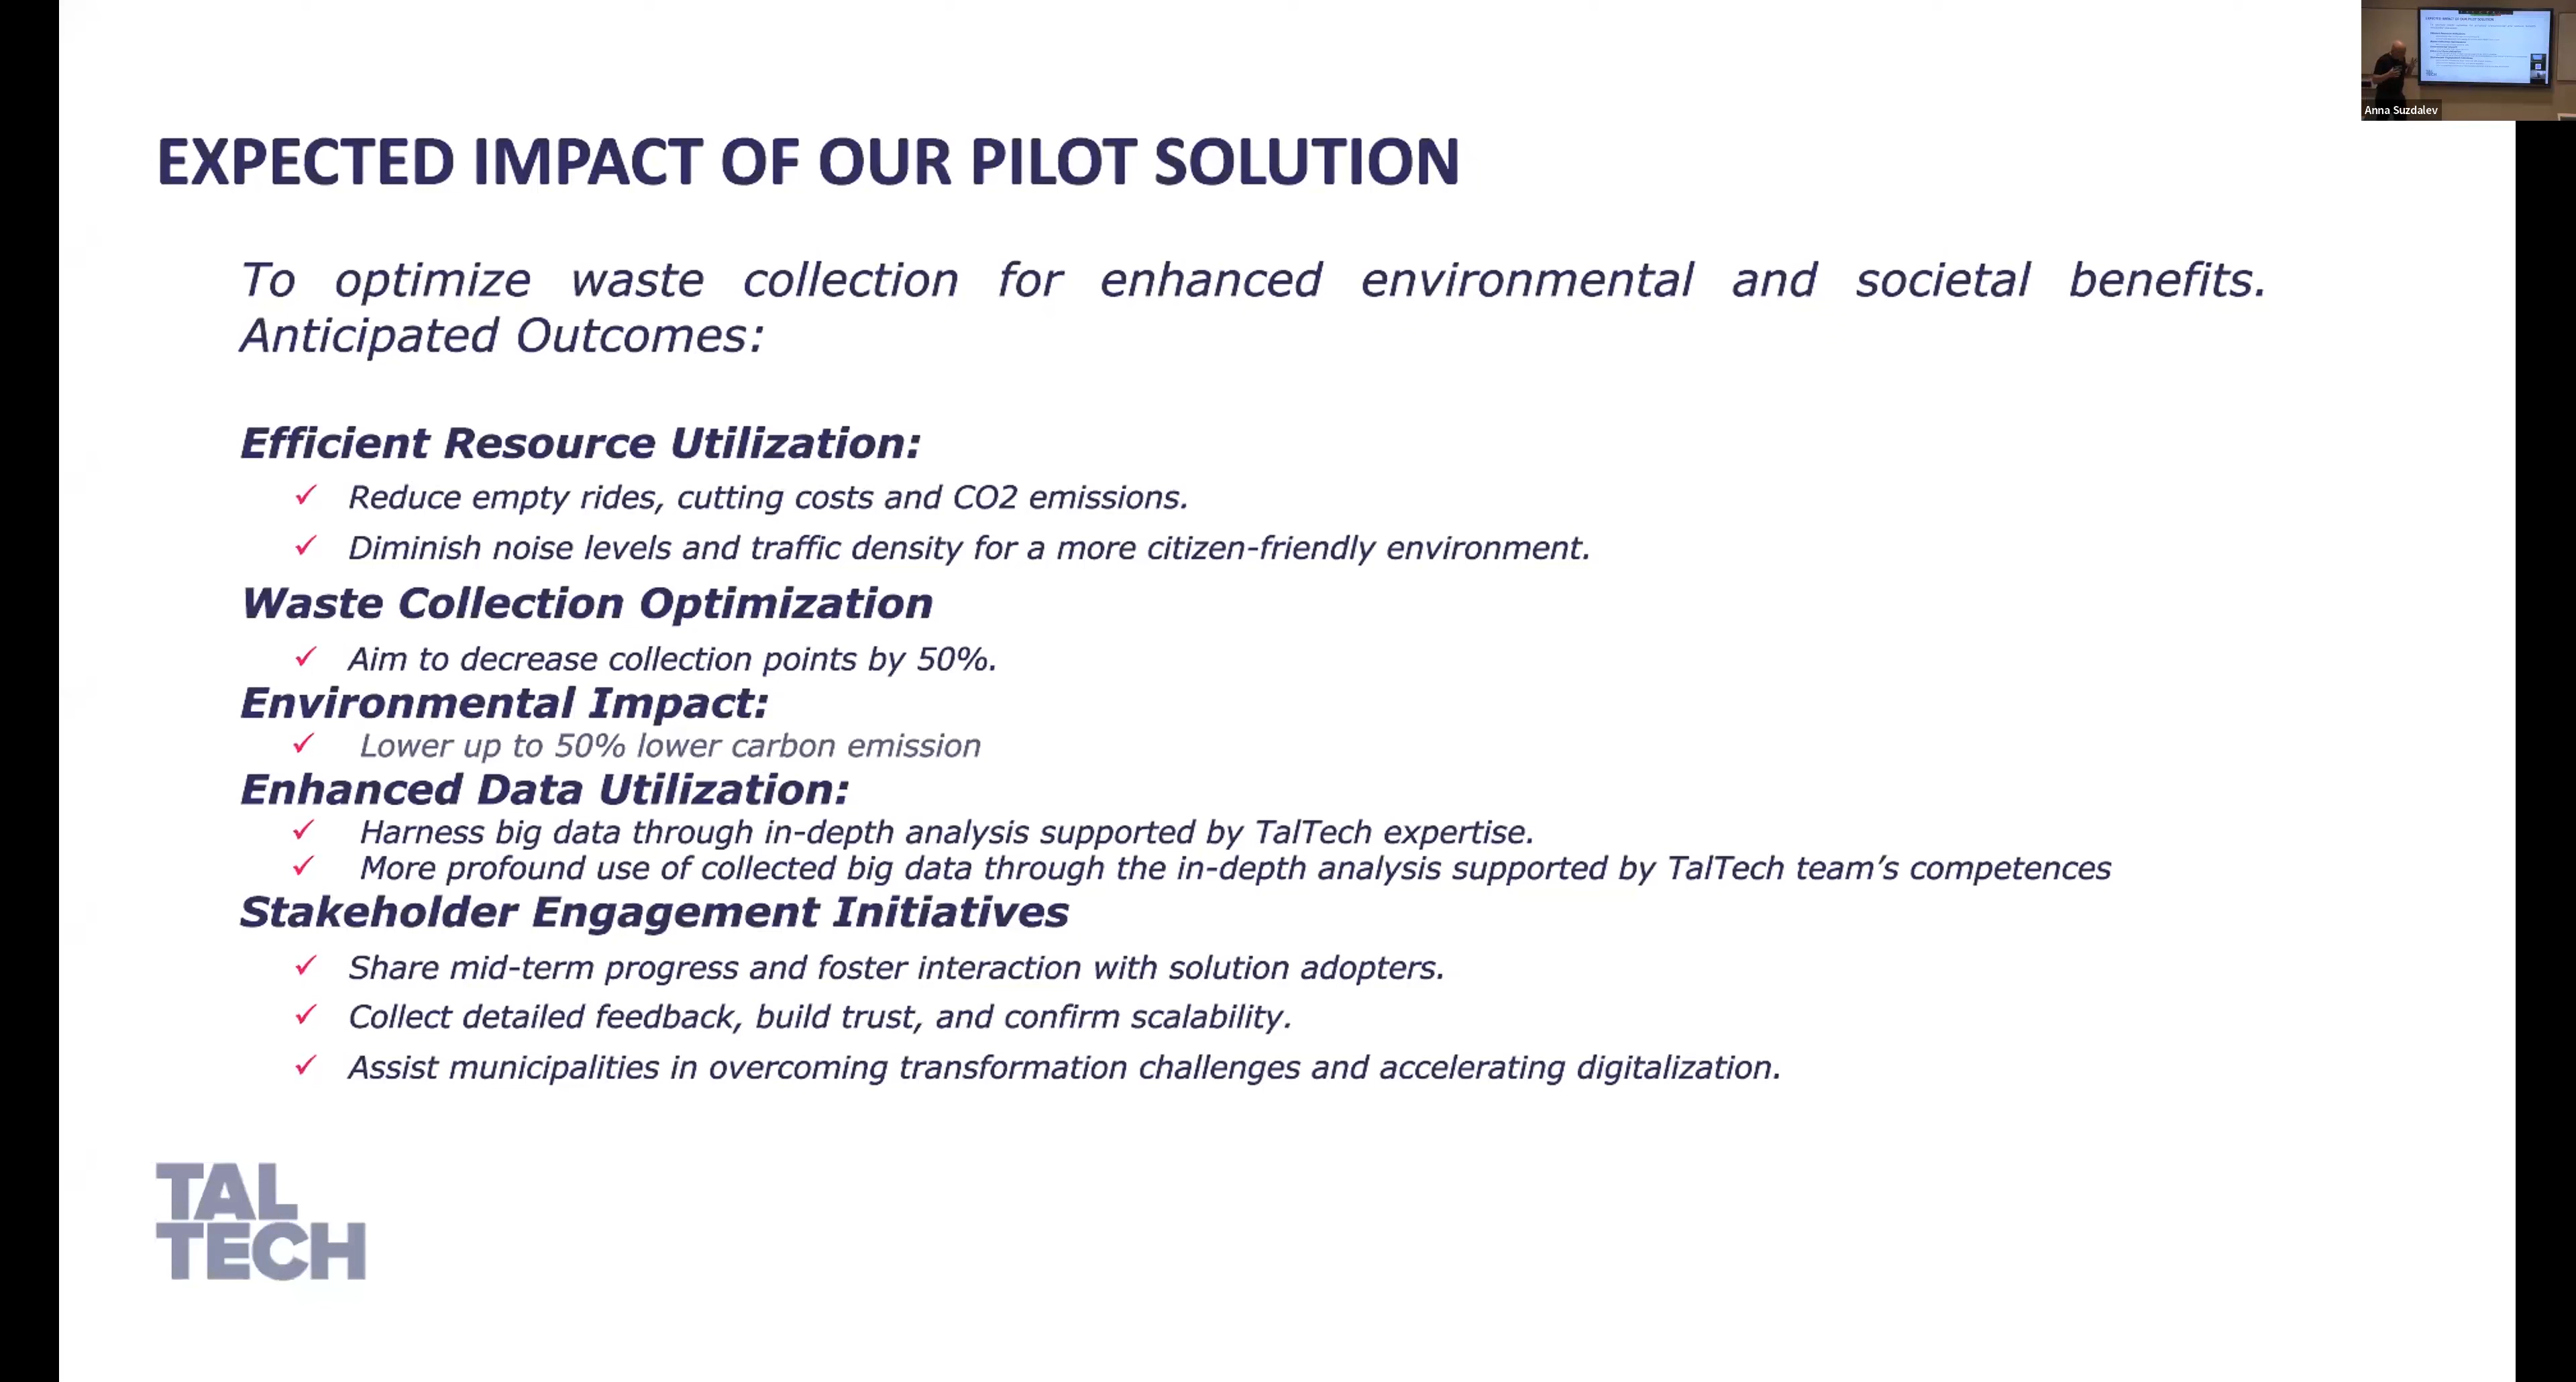 EXPECTED IMPACT OF OUR PILOT SOLUTION
To optimize waste collection for enhanced environmental and societal benefits.
Anticipated Outcomes:
Efficient Resource Utilization:
✓ Reduce empty rides, cutting costs and CO2 emissions.
✓ Diminish noise levels and traffic density for a more citizen-friendly environment.
Waste Collection Optimization
✓ Aim to decrease collection points by 50%.
Environmental Impact:
✓ Lower up to 50% lower carbon emission
Enhanced Data Utilization:
✓ Harness big data through in-depth analysis supported by TalTech expertise.
✓ More profound use of collected big data through the in-depth analysis supported by TalTech team’s competences
Stakeholder Engagement Initiatives
✓ Share mid-term progress and foster interaction with solution adopters.
✓ Collect detailed feedback, build trust, and confirm scalability.
✓ Assist municipalities in overcoming transformation challenges and accelerating digitalization.
TAL
TECH
Anna Suzdalev